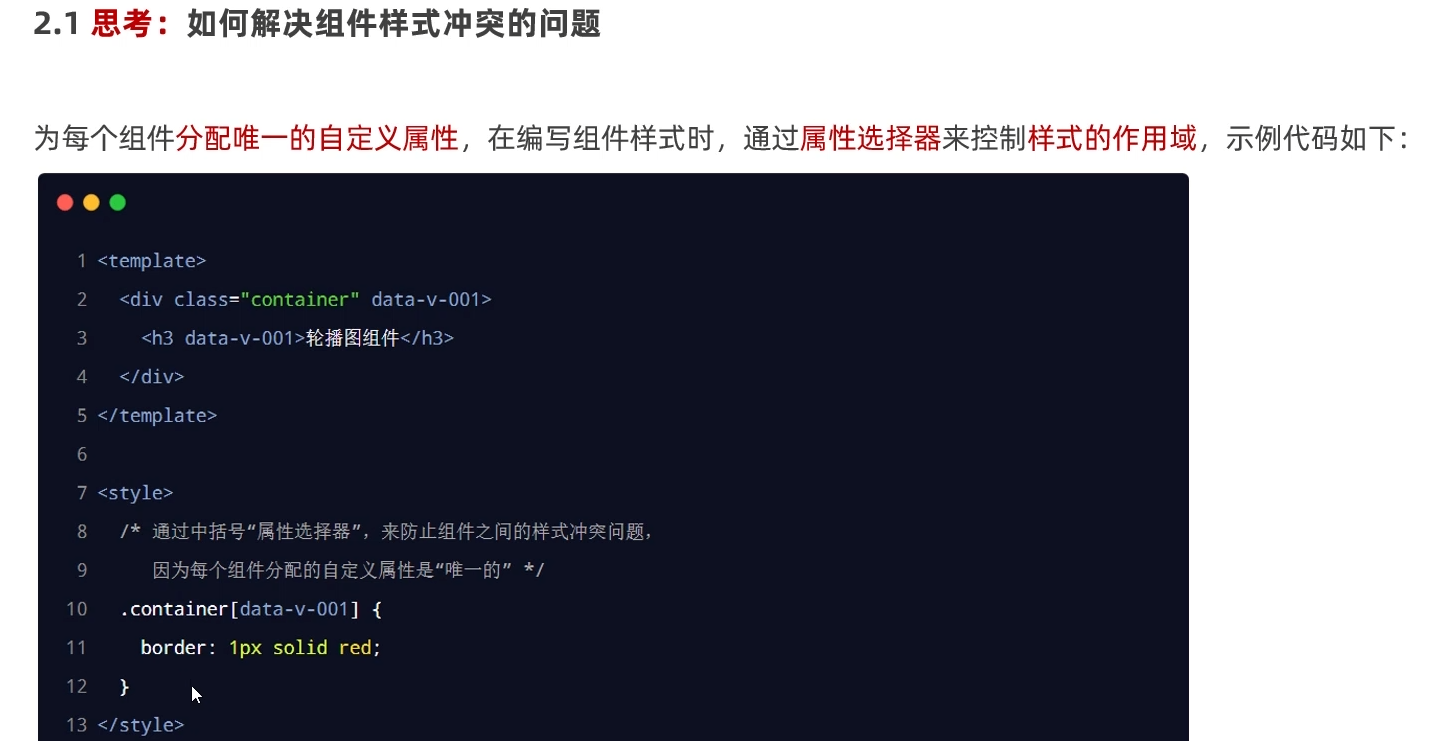 2.1 思考：如何解决组件样式冲突的问题
为每个组件分配唯一的自定义属性，在编写组件样式时，通过属性选择器来控制样式的作用域，示例代码如下：
1 <template>
2   <div class="container" data-v-001>
3     <h3 data-v-001>轮播图组件</h3>
4   </div>
5 </template>
6
7 <style>
8   /* 通过中括号“属性选择器”，来防止组件之间的样式冲突问题，
9      因为每个组件分配的自定义属性是“唯一的” */
10   .container[data-v-001] {
11     border: 1px solid red;
12   }
13 </style>